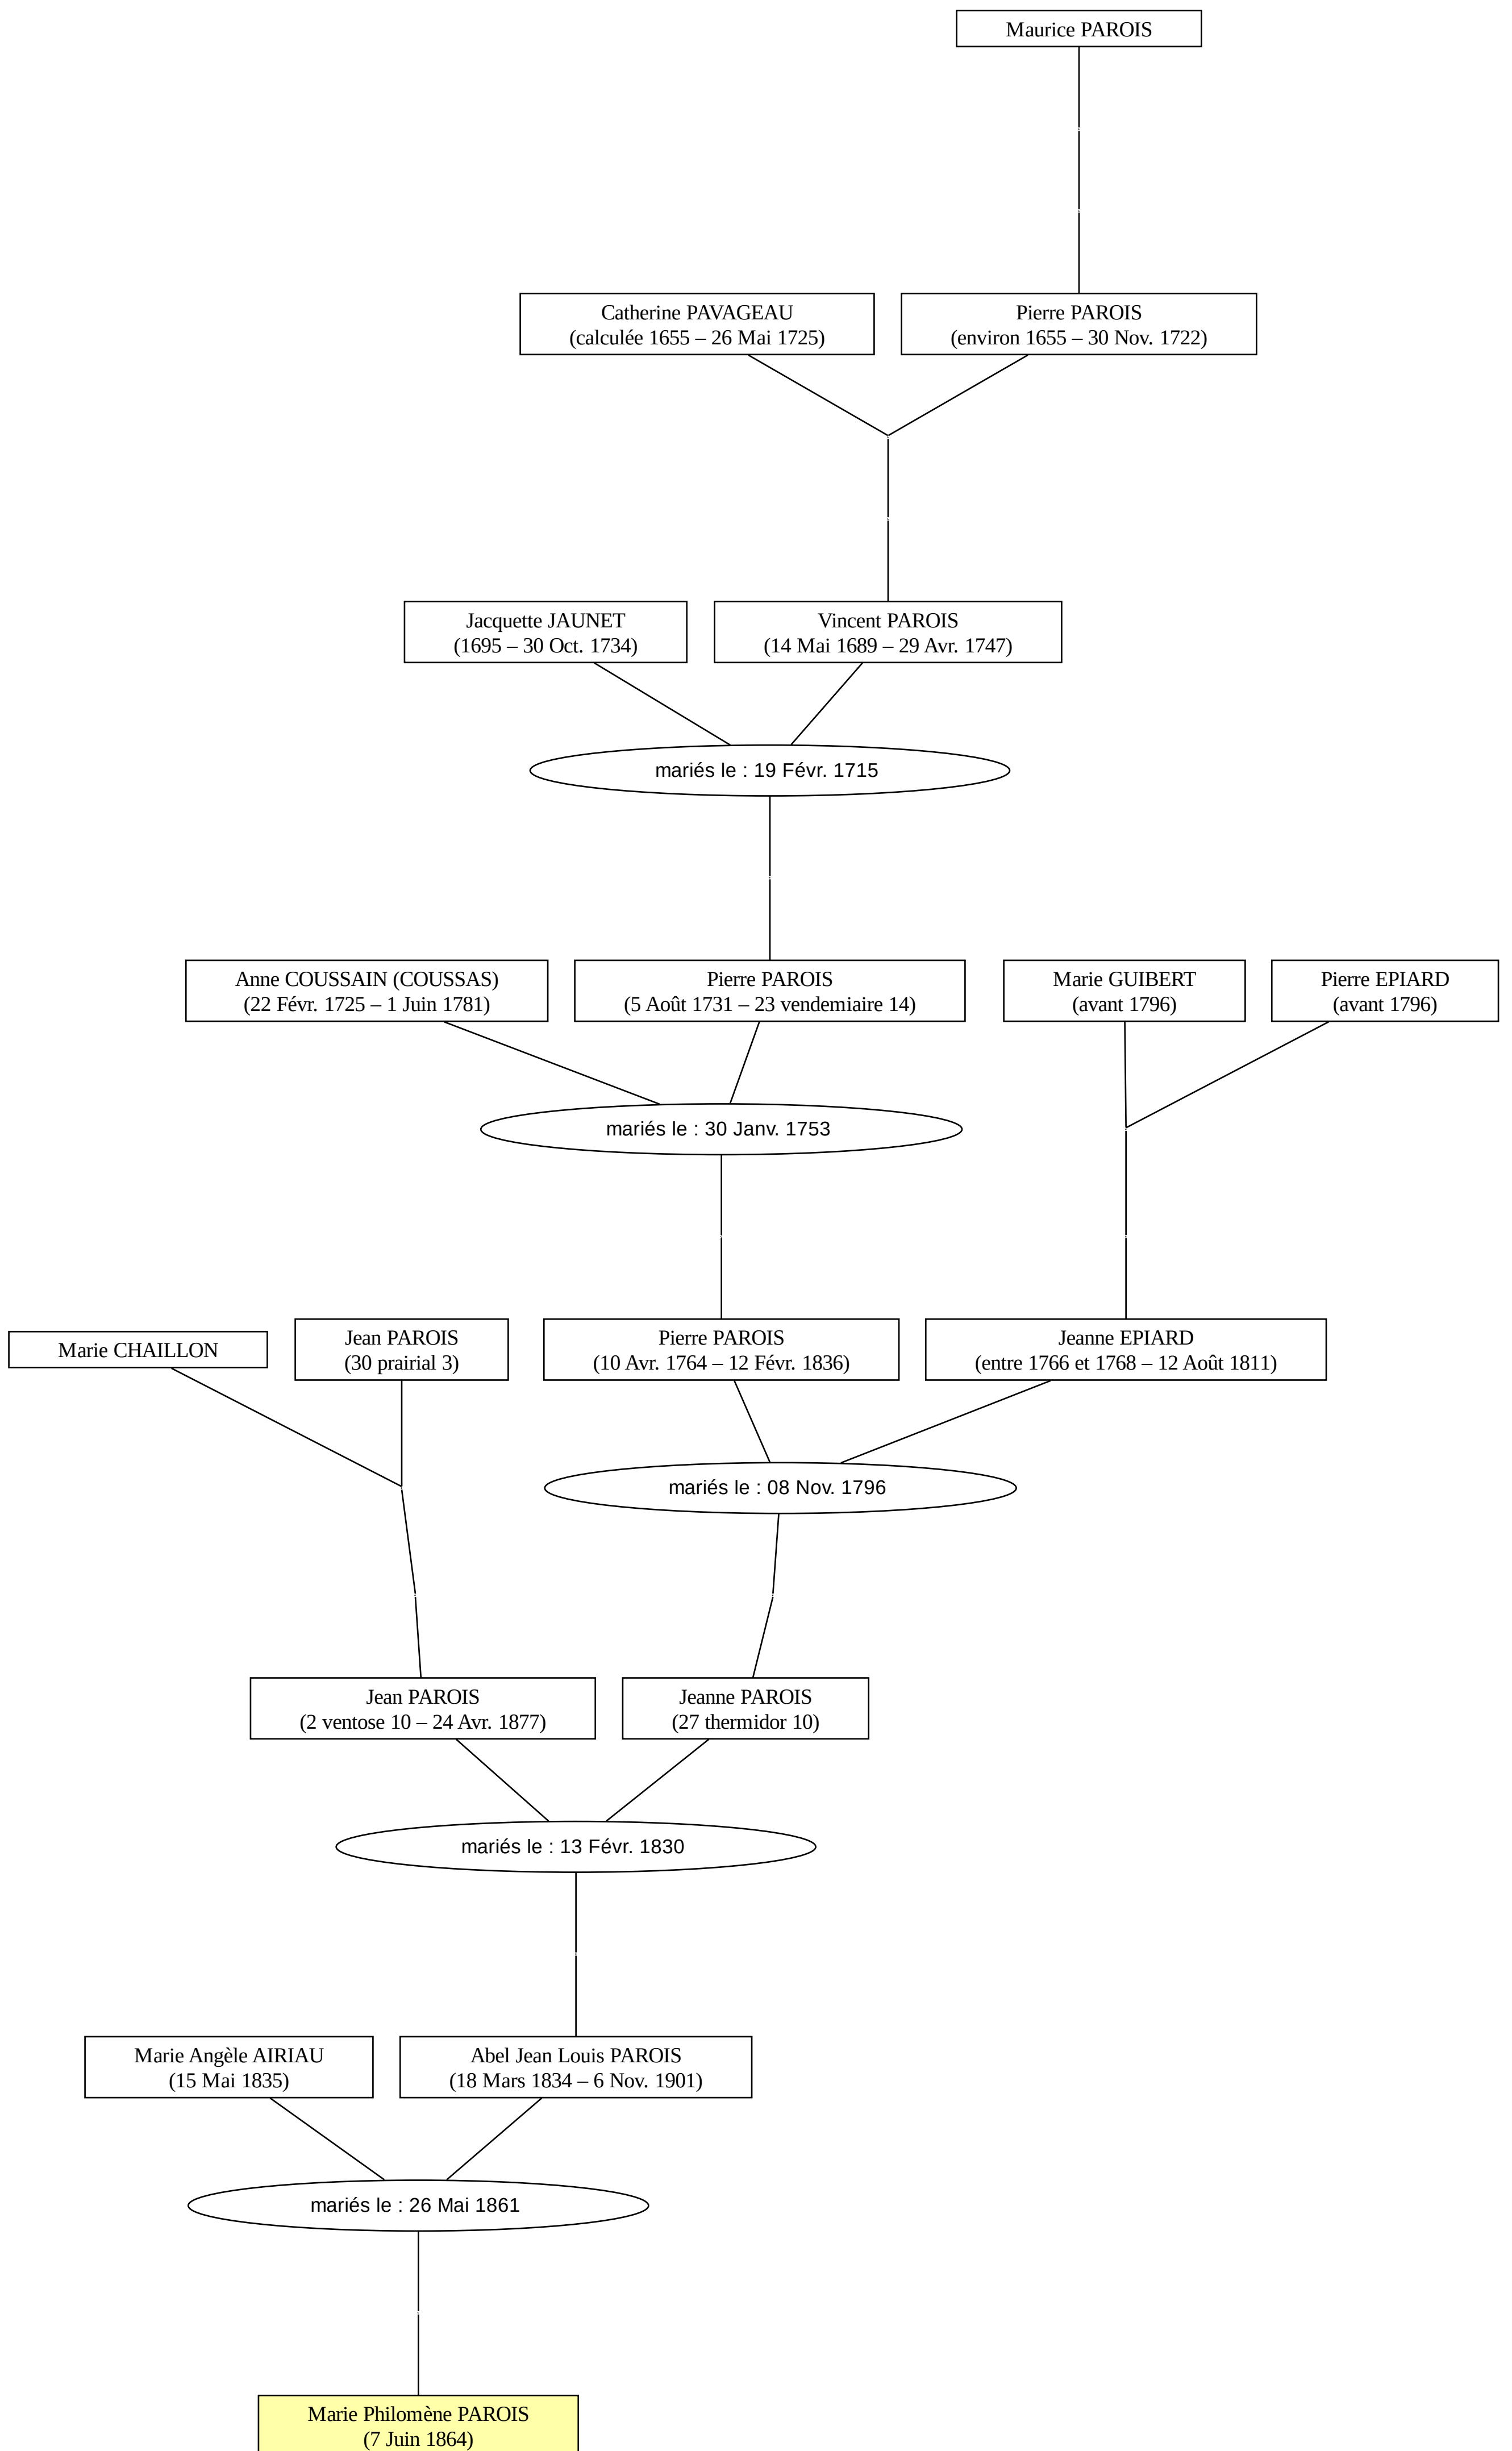 Maurice PAROIS
Catherine PAVAGEAU
(calculée 1655 – 26 Mai 1725)
Pierre PAROIS
(environ 1655 – 30 Nov. 1722)
Jacquette JAUNET
(1695 – 30 Oct. 1734)
Vincent PAROIS
(14 Mai 1689 – 29 Avr. 1747)
mariés le : 19 Févr. 1715
Anne COUSSAIN (COUSSAS)
(22 Févr. 1725 – 1 Juin 1781)
Pierre PAROIS
(5 Août 1731 – 23 vendemiaire 14)
Marie GUIBERT
(avant 1796)
Pierre EPIARD
(avant 1796)
mariés le : 30 Janv. 1753
Marie CHAILLON
Jean PAROIS
(30 prairial 3)
Pierre PAROIS
(10 Avr. 1764 – 12 Févr. 1836)
Jeanne EPIARD
(entre 1766 et 1768 – 12 Août 1811)
mariés le : 08 Nov. 1796
Jean PAROIS
(2 ventose 10 – 24 Avr. 1877)
Jeanne PAROIS
(27 thermidor 10)
mariés le : 13 Févr. 1830
Marie Angèle AIRIAU
(15 Mai 1835)
Abel Jean Louis PAROIS
(18 Mars 1834 – 6 Nov. 1901)
mariés le : 26 Mai 1861
Marie Philomène PAROIS
(7 Juin 1864)